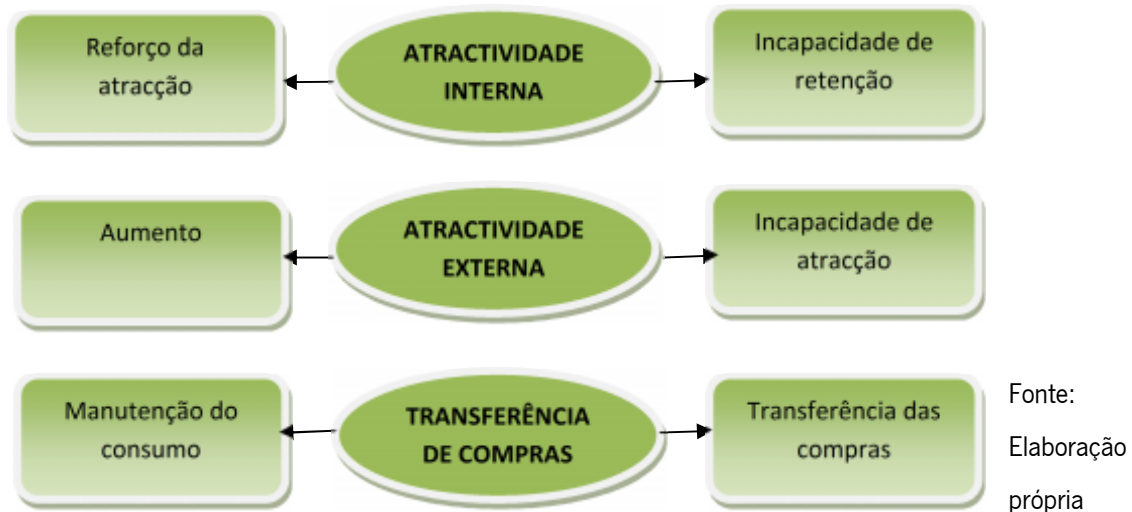 Reforço da
atracção
ATRACTIVIDADE
INTERNA
Incapacidade de
retenção
Aumento
ATRACTIVIDADE
EXTERNA
Incapacidade de
atracção
Manutenção do
consumo
TRANSFERÊNCIA
DE COMPRAS
Transferência das
compras
Fonte:
Elaboração
própria